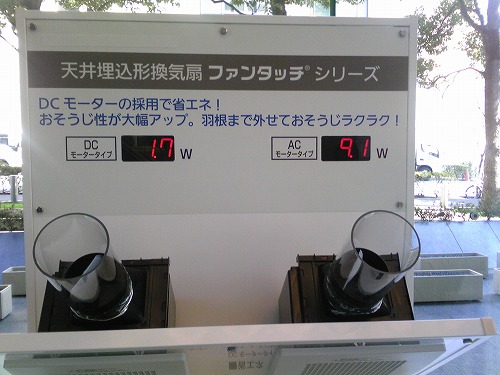 天井埋込形換気扇 ファンタッチ® シリーズ
DCモーターの採用で省エネ！
おそうじ性が大幅アップ。羽根まで外せておそうじラクラク！
DC モータータイプ 1.7 W AC モータータイプ 9.1 W